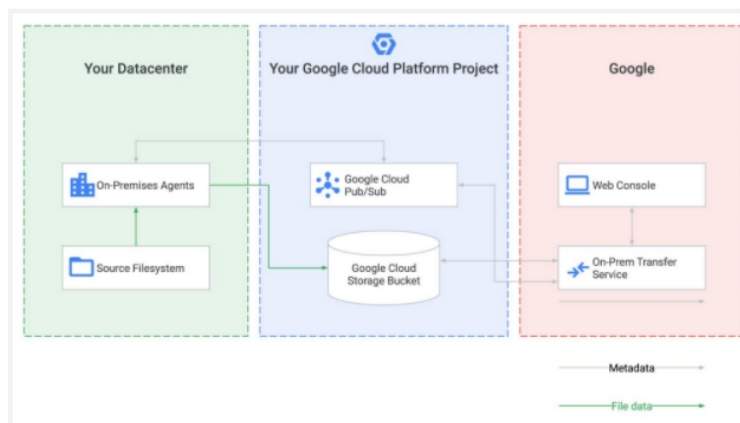 Your Datacenter
Your Google Cloud Platform Project
Google
On-Premises Agents
Google Cloud
Pub/Sub
Web Console
Source Filesystem
Google Cloud
Storage Bucket
On-Prem Transfer
Service
Metadata
File data